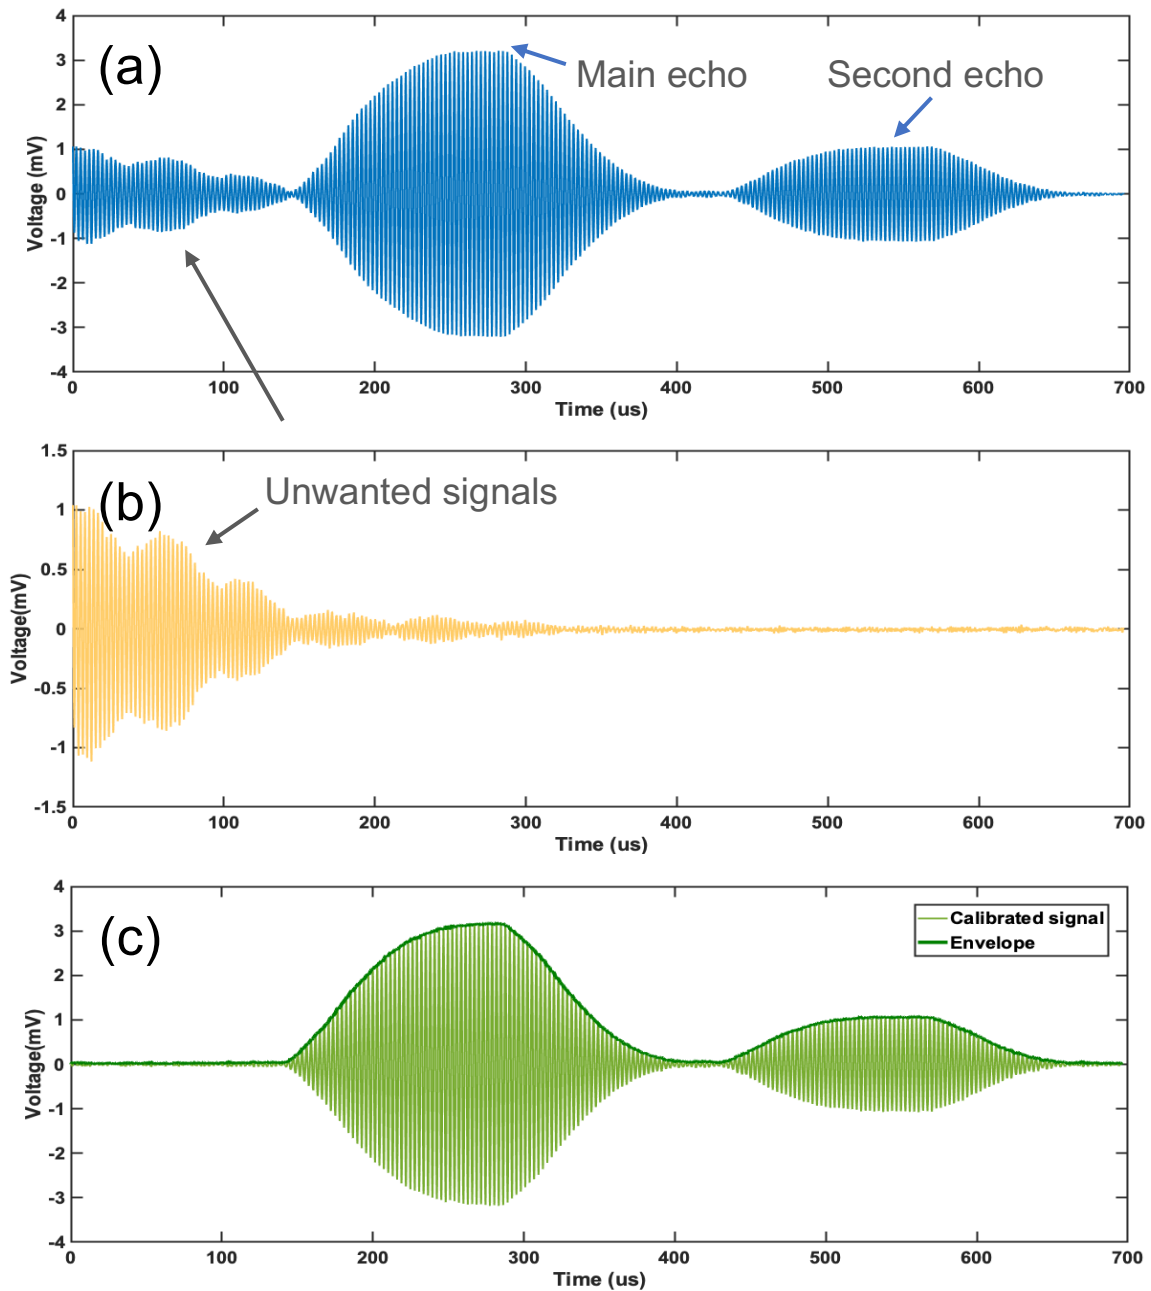 (a)
Main echo
Second echo
Voltage (mV)
4
3
2
1
0
-1
-2
-3
-4
0 100 200 300 400 500 600 700
Time (us)
(b)
Unwanted signals
Voltage(mV)
1.5
1
0.5
0
-0.5
-1
-1.5
0 100 200 300 400 500 600 700
Time (us)
(c)
Calibrated signal
Envelope
Voltage(mV)
4
3
2
1
0
-1
-2
-3
-4
0 100 200 300 400 500 600 700
Time (us)